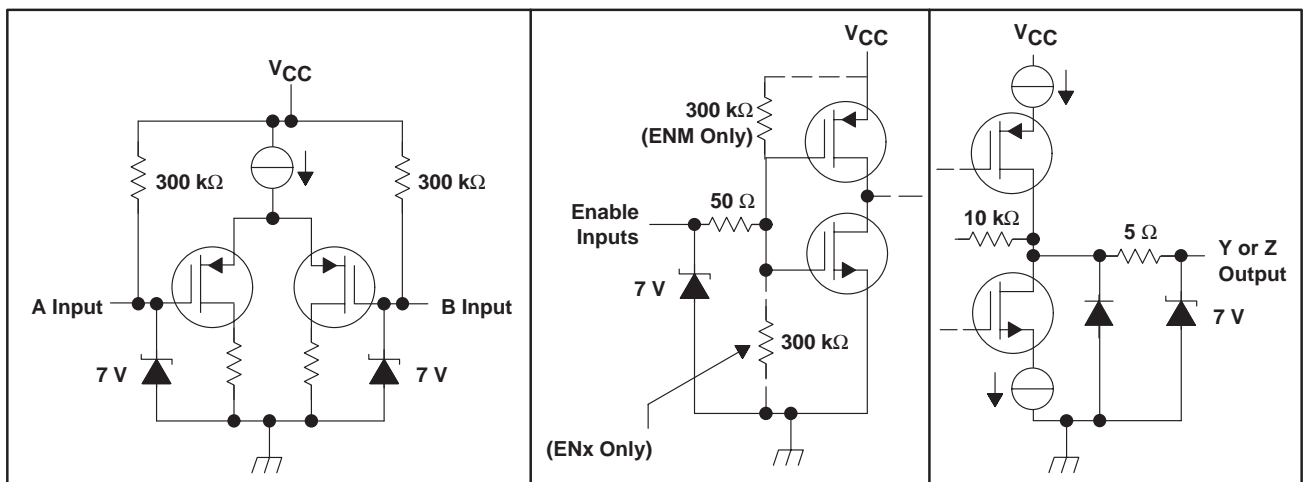 VCC
300 kΩ
300 kΩ
A Input
B Input
7 V
7 V
VCC
300 kΩ
(ENM Only)
50 Ω
Enable
Inputs
7 V
300 kΩ
(ENx Only)
VCC
10 kΩ
5 Ω
Y or Z
Output
7 V